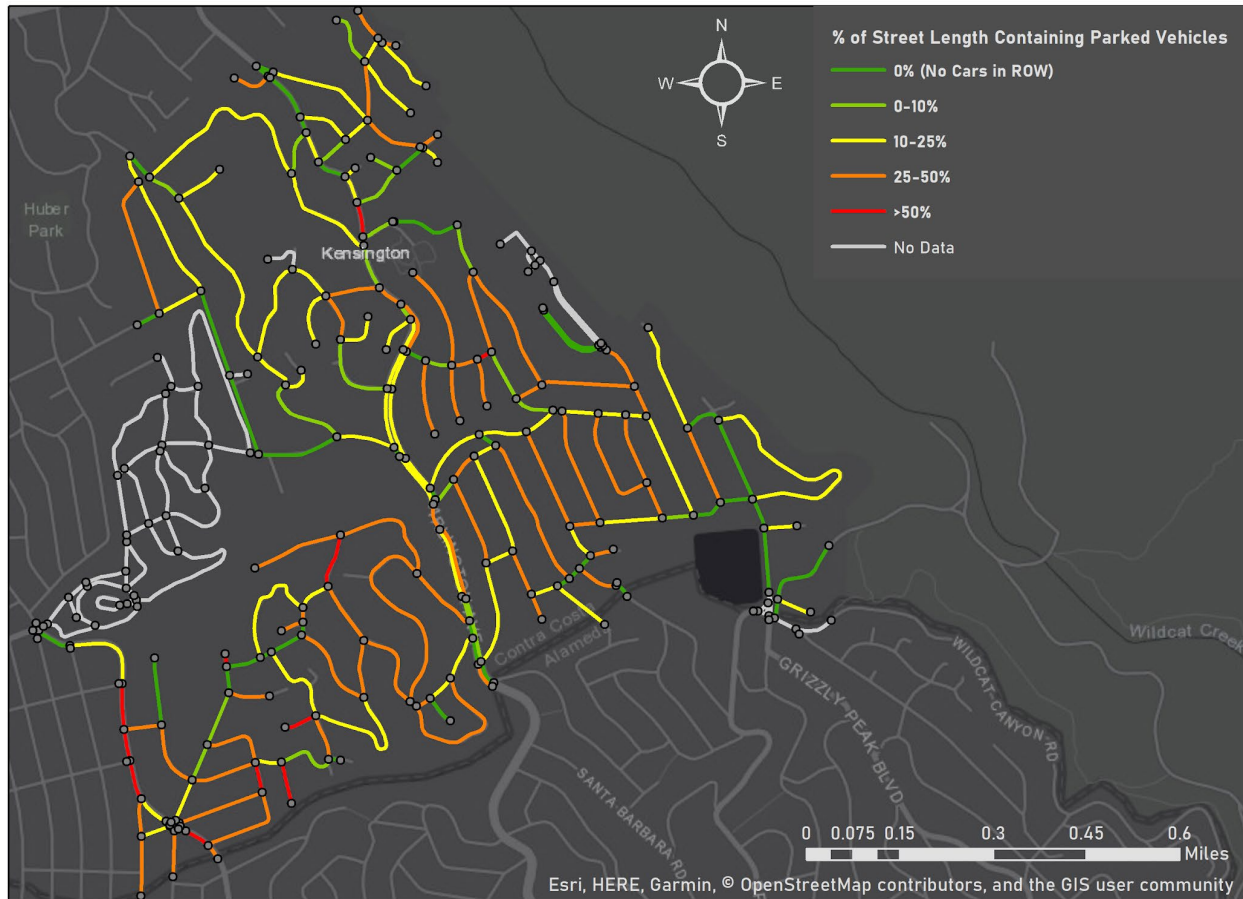 % of Street Length Containing Parked Vehicles
0% (No Cars in ROW)
0-10%
10-25%
25-50%
>50%
No Data
N
W
E
S
Huber
Park
Kensington
Contra Costa
Alameda
Wildcat Creek
WILDCAT CANYON RD
GRIZZLY PEAK BLVD
SANTA BARBARA RD
0 0.075 0.15 0.3 0.45 0.6
Miles
Esri, HERE, Garmin, © OpenStreetMap contributors, and the GIS user community